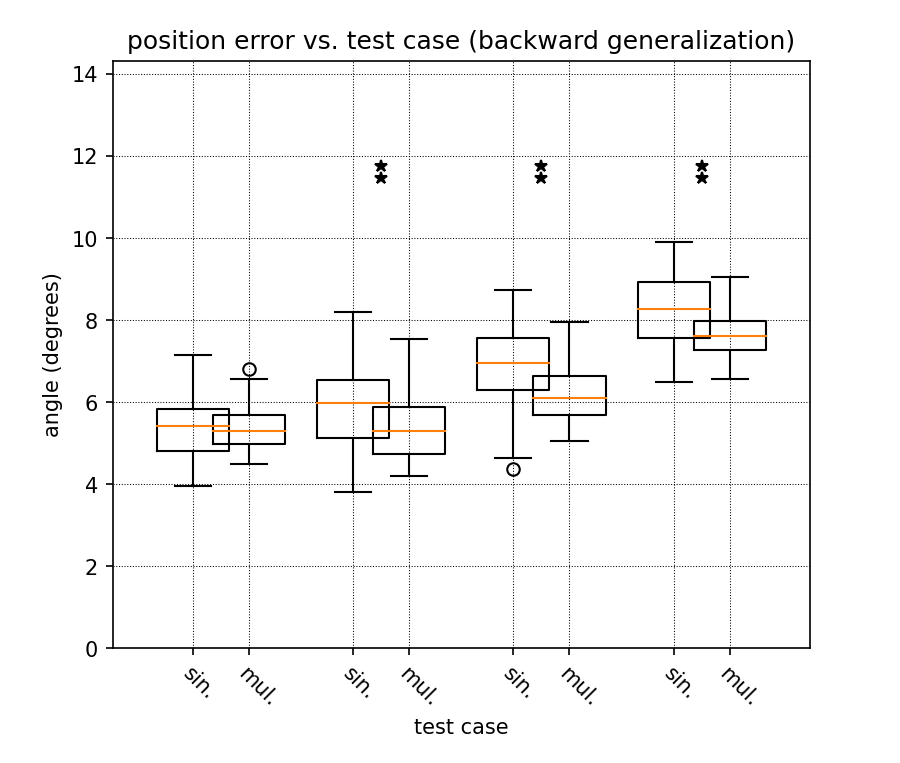 position error vs. test case (backward generalization)
14
12
10
8
6
4
2
0
angle (degrees)
sin. mul. sin. mul. sin. mul. sin. mul.
test case